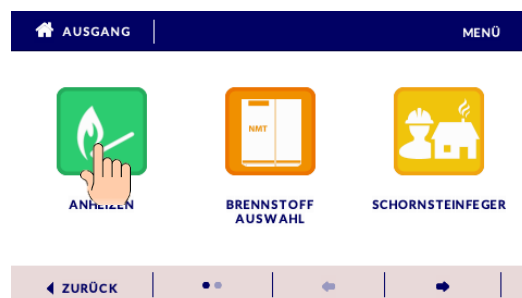 AUSGANG
MENÜ
NMT
ANHEIZEN
BRENNSTOFF
AUSWAHL
SCHORNSTEINFEGER
ZURÜCK